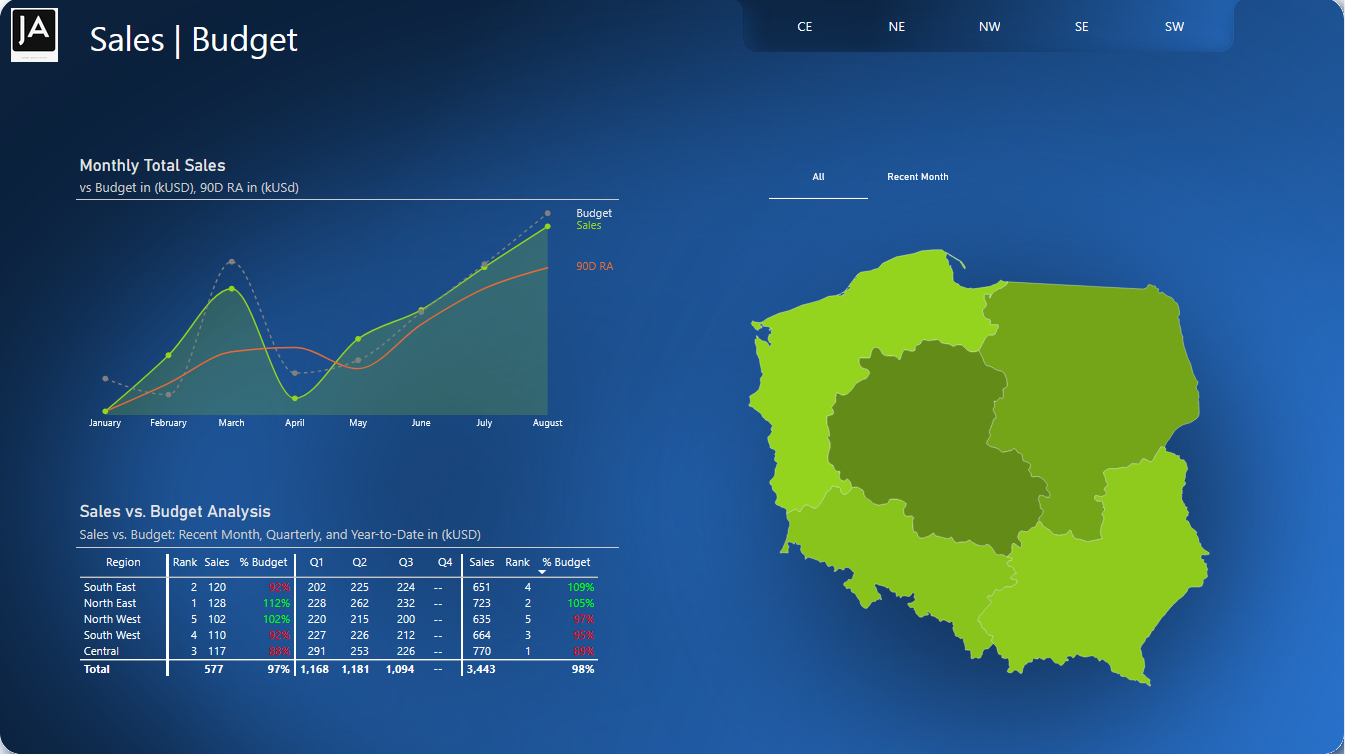 JA
Sales | Budget
CE NE NW SE SW
Monthly Total Sales
vs Budget in (kUSD), 90D RA in (kUSd)
Budget
Sales
90D RA
January February March April May June July August
All Recent Month
Sales vs. Budget Analysis
Sales vs. Budget: Recent Month, Quarterly, and Year-to-Date in (kUSD)
Region Rank Sales % Budget Q1 Q2 Q3 Q4 Sales Rank % Budget
South East 2 120 92% 202 225 224 -- 651 4 109%
North East 1 128 112% 228 262 232 -- 723 2 105%
North West 5 102 102% 220 215 200 -- 635 5 97%
South West 4 110 92% 227 226 212 -- 664 3 95%
Central 3 117 88% 291 253 226 -- 770 1 89%
Total 577 97% 1,168 1,181 1,094 -- 3,443 98%